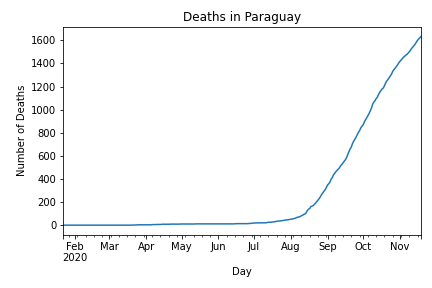 Deaths in Paraguay
Number of Deaths
1600
1400
1200
1000
800
600
400
200
0
Feb Mar Apr May Jun Jul Aug Sep Oct Nov
2020
Day